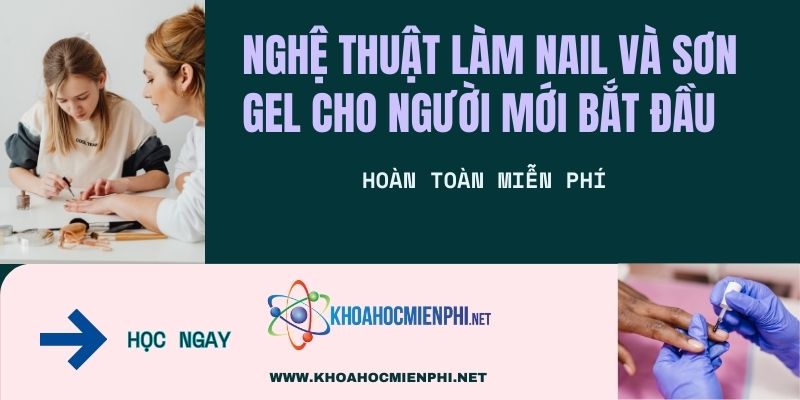 NGHỆ THUẬT LÀM NAIL VÀ SƠN
GEL CHO NGƯỜI MỚI BẮT ĐẦU
HOÀN TOÀN MIỄN PHÍ
HỌC NGAY
KHOAHOCMIENPHI.NET
WWW.KHOAHOCMIENPHI.NET